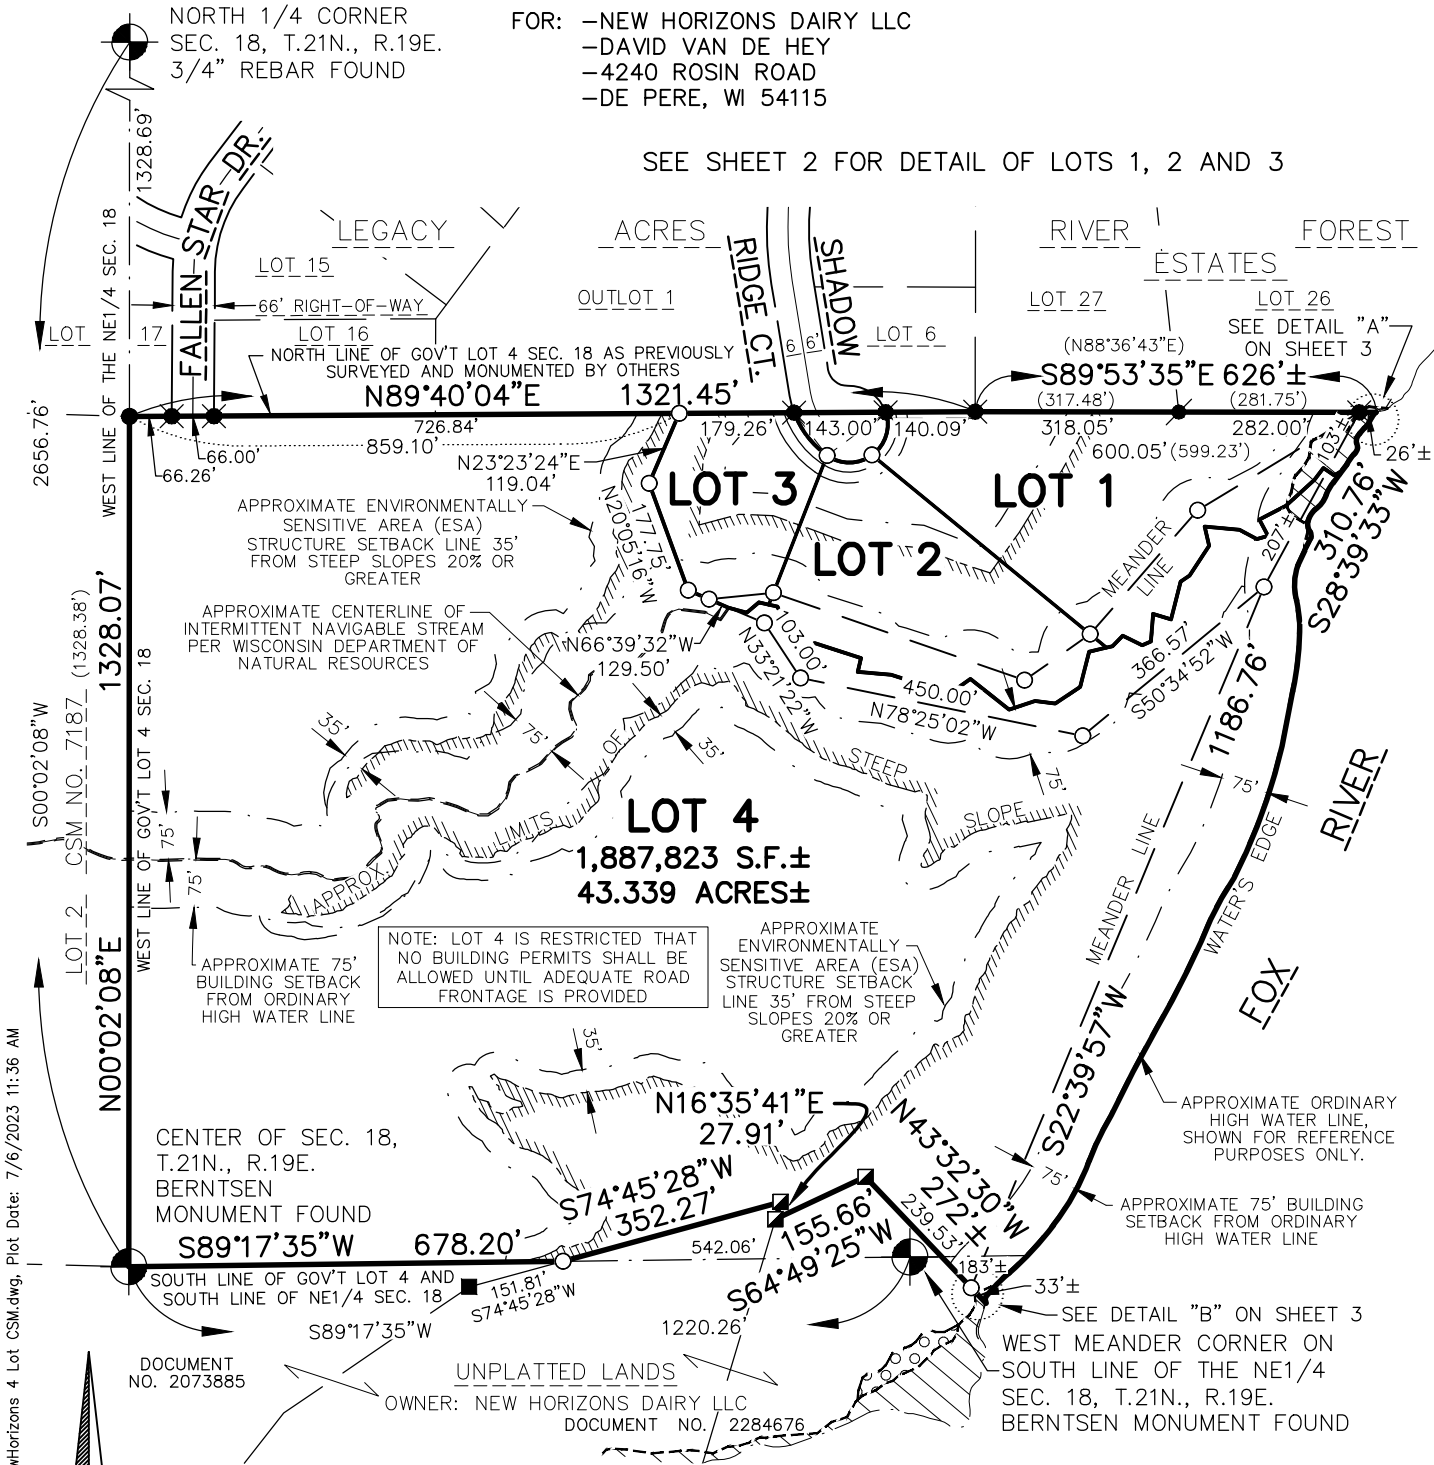 NORTH 1/4 CORNER
SEC. 18, T.21N., R.19E.
3/4" REBAR FOUND
FOR: -NEW HORIZONS DAIRY LLC
-DAVID VAN DE HEY
-4240 ROSIN ROAD
-DE PERE, WI 54115
SEE SHEET 2 FOR DETAIL OF LOTS 1, 2 AND 3
1328.69'
FALLEN STAR DR.
LEGACY
ACRES
RIVER
FOREST
ESTATES
LOT 15
OUTLOT 1
LOT 27
LOT 26
66' RIGHT-OF-WAY
LOT 17
LOT 16
LOT 6
RIDGE CT.
SHADOW
66'
SEE DETAIL "A"
ON SHEET 3
NORTH LINE OF GOV'T LOT 4 SEC. 18 AS PREVIOUSLY
SURVEYED AND MONUMENTED BY OTHERS
(N88°36'43"E)
N89°40'04"E 1321.45'
S89°53'35"E 626'±
(317.48')
(281.75')
726.84'
179.26'
143.00'
140.09'
318.05'
282.00'
859.10'
600.05' (599.23')
66.00'
66.26'
103'±
26'±
2656.76'
WEST LINE OF THE NE1/4 SEC. 18
N23°23'24"E
119.04'
LOT 3
LOT 1
LOT 2
177.75'
N20°05'16"W
APPROXIMATE ENVIRONMENTALLY
SENSITIVE AREA (ESA)
STRUCTURE SETBACK LINE 35'
FROM STEEP SLOPES 20% OR
GREATER
207'±
310.76'
S28°39'33"W
MEANDER
LINE
APPROXIMATE CENTERLINE OF
INTERMITTENT NAVIGABLE STREAM
PER WISCONSIN DEPARTMENT OF
NATURAL RESOURCES
N66°39'32"W
129.50'
103.00'
N33°21'22"W
450.00'
N78°25'02"W
366.57'
S50°34'52"W
1328.07'
(1328.38')
S00°02'08"W
LOT 2 CSM NO. 7187
WEST LINE OF GOV'T LOT 4 SEC. 18
N00°02'08"E
35'
75'
35'
75'
75'
75'
APPROX. LIMITS OF STEEP SLOPE
LOT 4
1,887,823 S.F.±
43.339 ACRES±
1186.76'
75'
MEANDER LINE
WATER'S EDGE
RIVER
FOX
S22°39'57"W
NOTE: LOT 4 IS RESTRICTED THAT
NO BUILDING PERMITS SHALL BE
ALLOWED UNTIL ADEQUATE ROAD
FRONTAGE IS PROVIDED
APPROXIMATE
ENVIRONMENTALLY
SENSITIVE AREA (ESA)
STRUCTURE SETBACK
LINE 35' FROM STEEP
SLOPES 20% OR
GREATER
APPROXIMATE 75'
BUILDING SETBACK
FROM ORDINARY
HIGH WATER LINE
35'
N16°35'41"E
27.91'
APPROXIMATE ORDINARY
HIGH WATER LINE,
SHOWN FOR REFERENCE
PURPOSES ONLY.
75'
APPROXIMATE 75' BUILDING
SETBACK FROM ORDINARY
HIGH WATER LINE
CENTER OF SEC. 18,
T.21N., R.19E.
BERNTSEN
MONUMENT FOUND
S74°45'28"W
352.27'
N43°32'30"W
272'±
239.53'
155.66'
S64°49'25"W
S89°17'35"W 678.20'
542.06'
183'±
33'±
SOUTH LINE OF GOV'T LOT 4 AND
SOUTH LINE OF NE1/4 SEC. 18
151.81'
S74°45'28"W
S89°17'35"W
1220.26'
SEE DETAIL "B" ON SHEET 3
WEST MEANDER CORNER ON
SOUTH LINE OF THE NE1/4
SEC. 18, T.21N., R.19E.
BERNTSEN MONUMENT FOUND
DOCUMENT
NO. 2073885
UNPLATTED LANDS
OWNER: NEW HORIZONS DAIRY LLC
DOCUMENT NO. 2284676
wHorizons 4 Lot CSM.dwg, Plot Date: 7/6/2023 11:36 AM